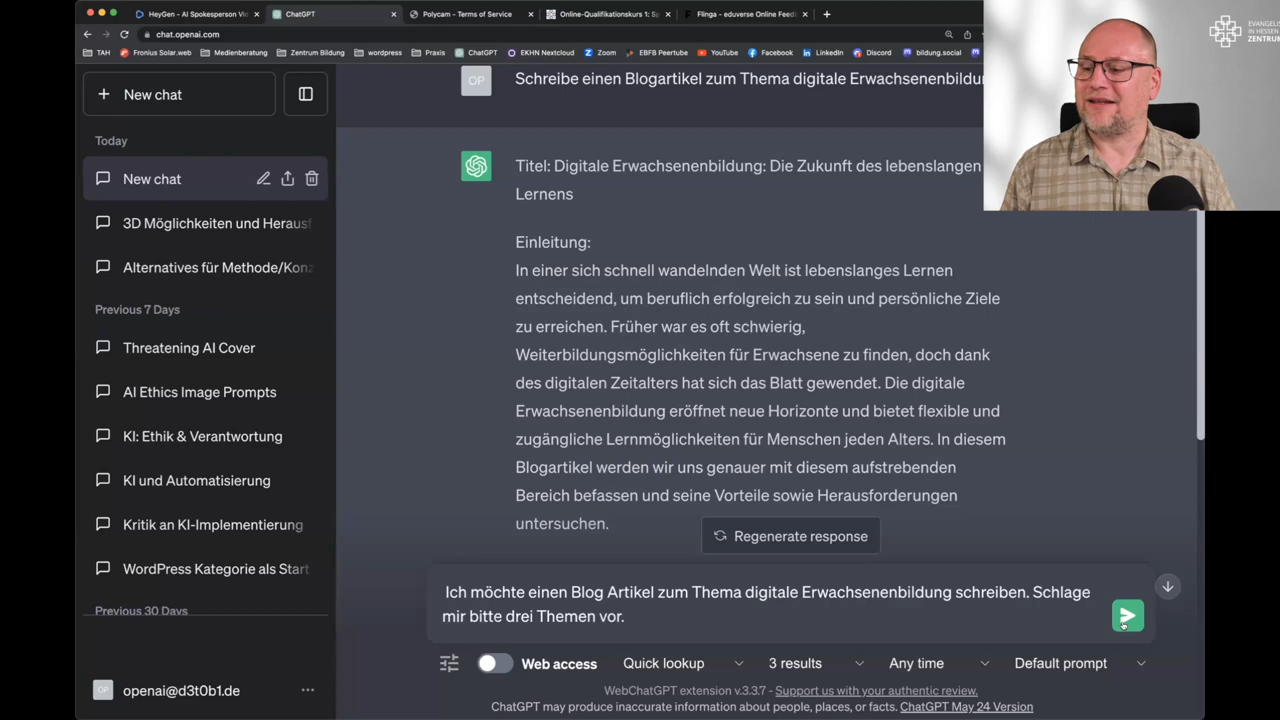 HeyGen - AI Spokesperson Vid
ChatGPT
Polycam - Terms of Service
Online-Qualifikationskurs 1: Sp
Flinga - eduverse Online Feed
chat.openai.com
TAH
Fronius Solar.web
Medienberatung
Zentrum Bildung
wordpress
Praxis
ChatGPT
EKHN Nextcloud
Zoom
EBFB Peertube
YouTube
Facebook
LinkedIn
Discord
bildung.social
EVANGELIS
IN HESSEN
ZENTRUM
New chat
Today
New chat
3D Möglichkeiten und Heraus
Alternatives für Methode/Kon
Previous 7 Days
Threatening AI Cover
AI Ethics Image Prompts
KI: Ethik & Verantwortung
KI und Automatisierung
Kritik an KI-Implementierung
WordPress Kategorie als Start
Previous 30 Days
OP openai@d3t0b1.de
OP Schreibe einen Blogartikel zum Thema digitale Erwachsenenbildu
Titel: Digitale Erwachsenenbildung: Die Zukunft des lebenslangen
Lernens
Einleitung:
In einer sich schnell wandelnden Welt ist lebenslanges Lernen
entscheidend, um beruflich erfolgreich zu sein und persönliche Ziele
zu erreichen. Früher war es oft schwierig,
Weiterbildungsmöglichkeiten für Erwachsene zu finden, doch dank
des digitalen Zeitalters hat sich das Blatt gewendet. Die digitale
Erwachsenenbildung eröffnet neue Horizonte und bietet flexible und
zugängliche Lernmöglichkeiten für Menschen jeden Alters. In diesem
Blogartikel werden wir uns genauer mit diesem aufstrebenden
Bereich befassen und seine Vorteile sowie Herausforderungen
untersuchen.
Regenerate response
Ich möchte einen Blog Artikel zum Thema digitale Erwachsenenbildung schreiben. Schlage
mir bitte drei Themen vor.
Web access
Quick lookup
3 results
Any time
Default prompt
WebChatGPT extension v.3.3.7 - Support us with your authentic review.
ChatGPT may produce inaccurate information about people, places, or facts. ChatGPT May 24 Version